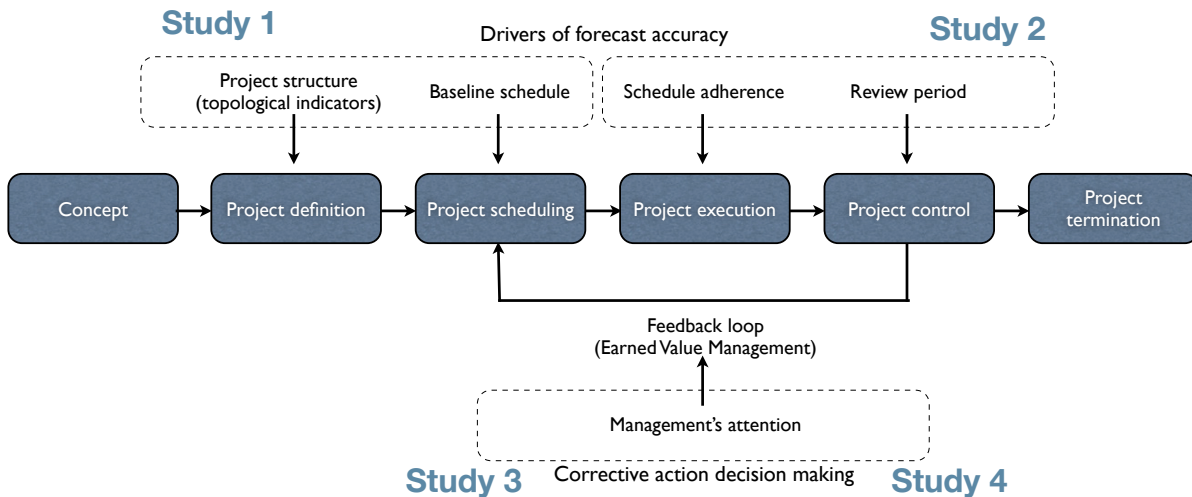 Study 1
Study 2
Drivers of forecast accuracy
Project structure
(topological indicators)
Baseline schedule
Schedule adherence
Review period
Concept
Project definition
Project scheduling
Project execution
Project control
Project
termination
Feedback loop
(Earned Value Management)
Management's attention
Study 3
Corrective action decision making
Study 4